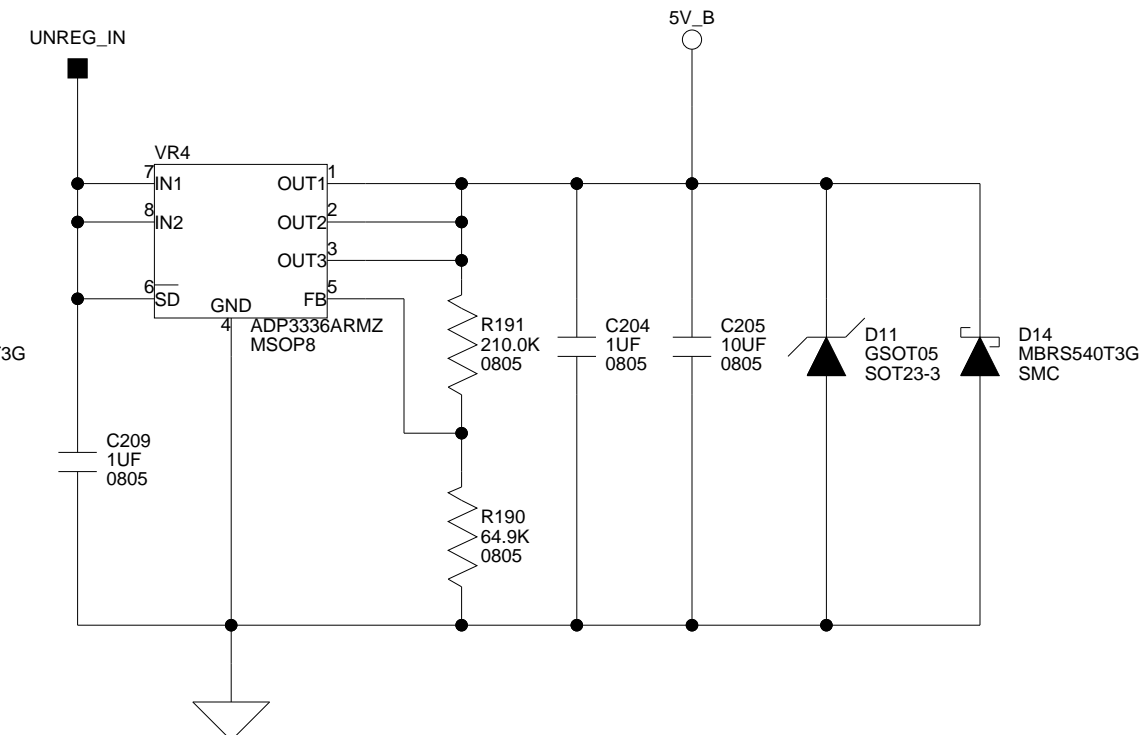 UNREG_IN
5V_B
VR4
7
IN1
8
IN2
6
SD
GND
4
OUT1
1
OUT2
2
OUT3
3
FB
5
ADP3336ARMZ
MSOP8
T3G
C209
1UF
0805
R191
210.0K
0805
R190
64.9K
0805
C204
1UF
0805
C205
10UF
0805
D11
GSOT05
SOT23-3
D14
MBRS540T3G
SMC